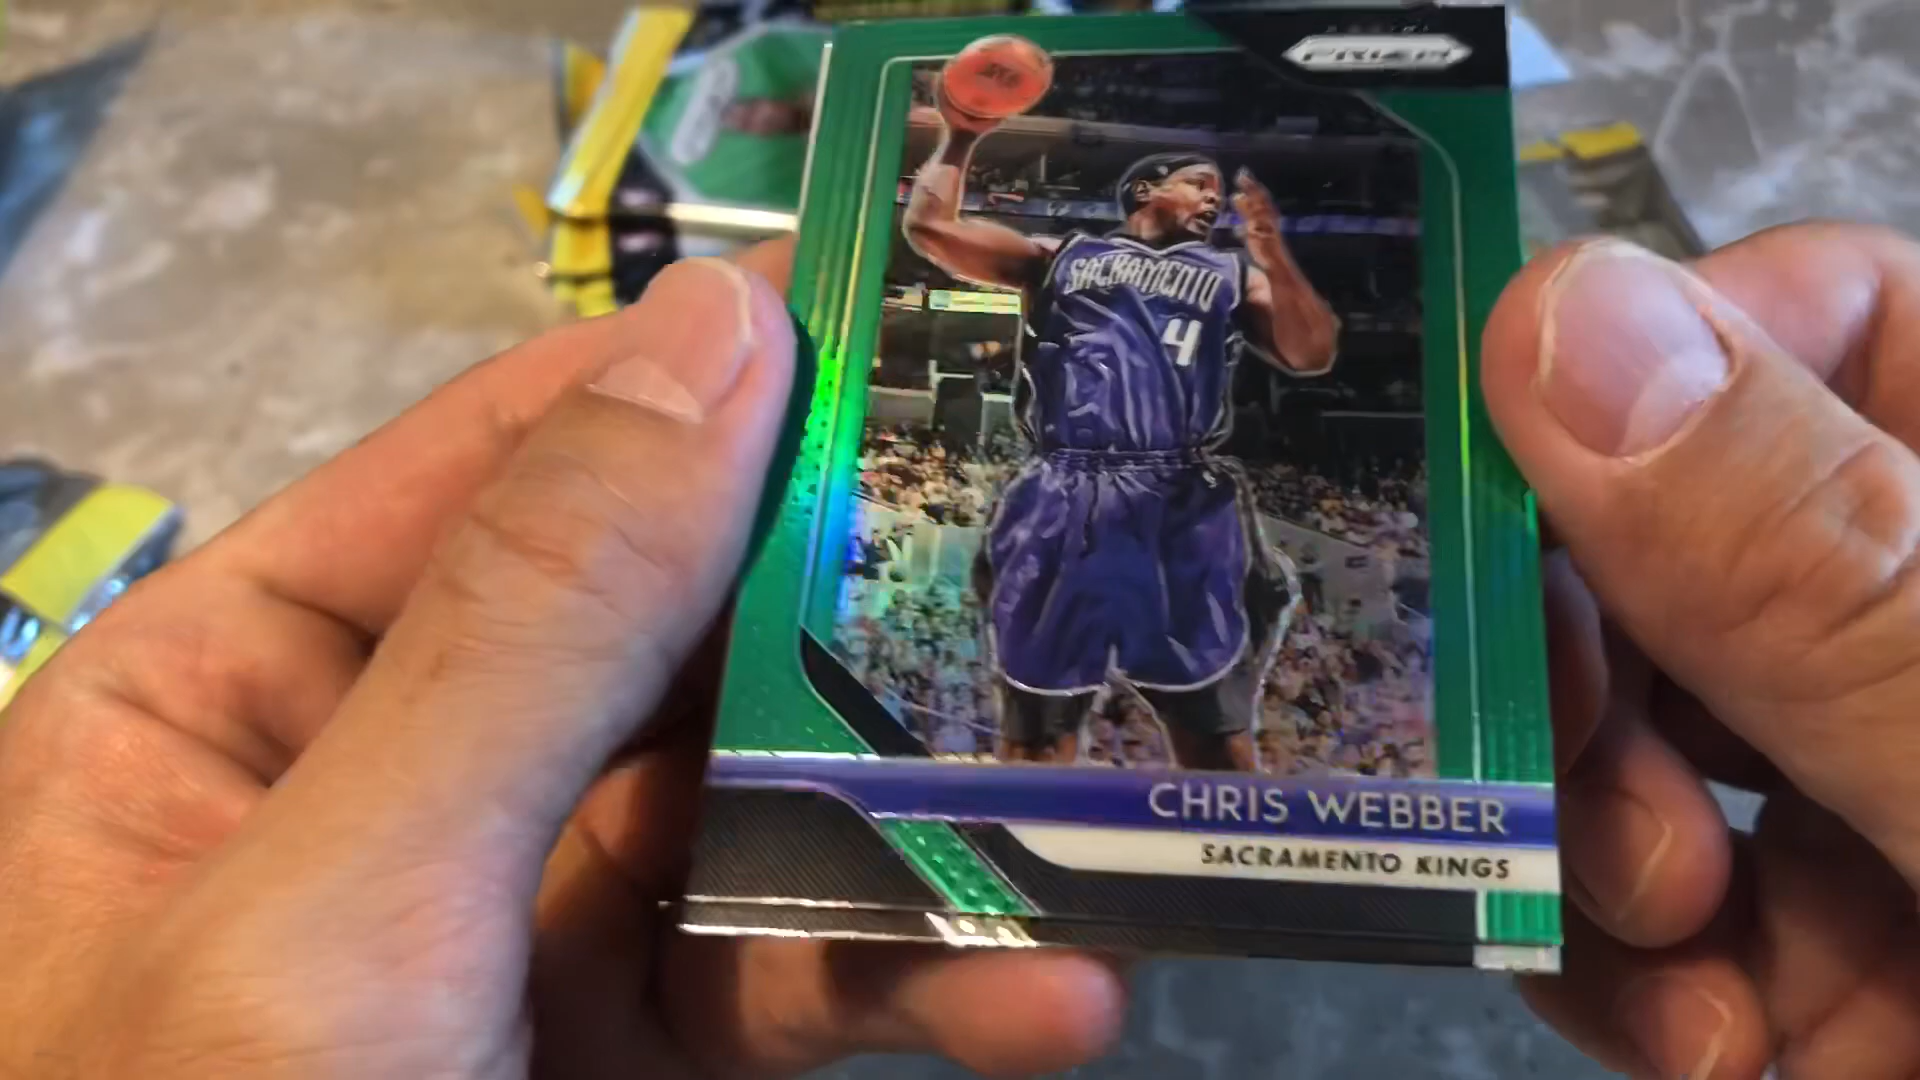 PRIZM
SACRAMENTO
4
CHRIS WEBBER
SACRAMENTO KINGS